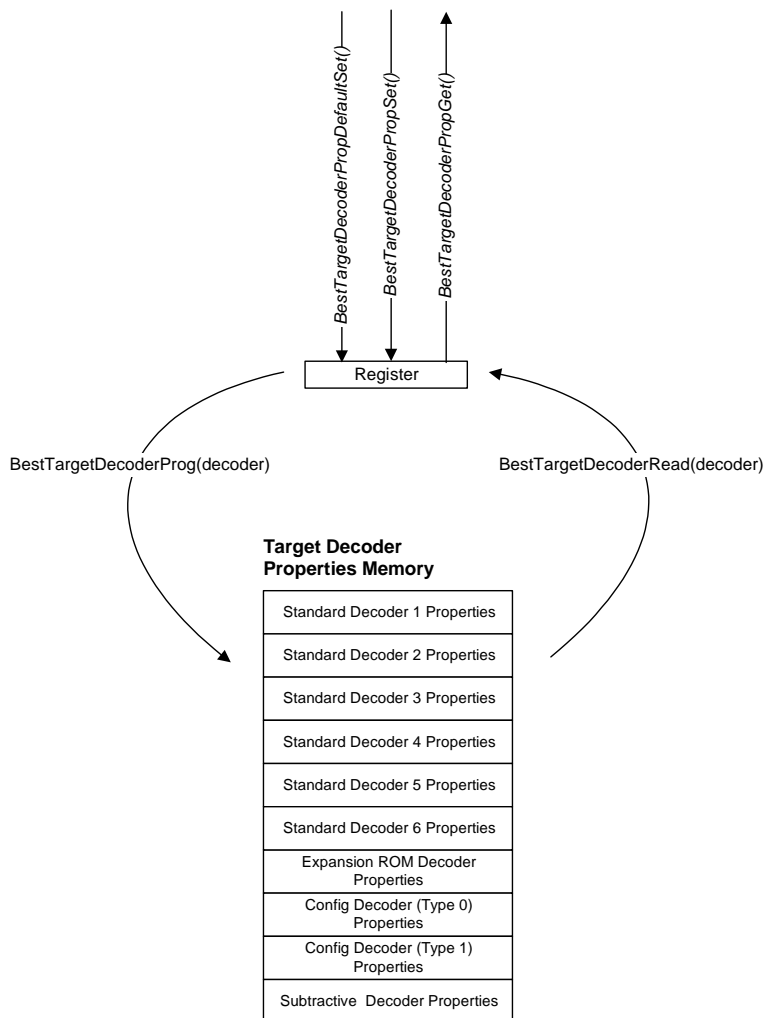 BestTargetDecoderPropDefaultSet()
BestTargetDecoderPropSet()
BestTargetDecoderPropGet()
Register
BestTargetDecoderProg(decoder)
BestTargetDecoderRead(decoder)
Target Decoder
Properties Memory
Standard Decoder 1 Properties
Standard Decoder 2 Properties
Standard Decoder 3 Properties
Standard Decoder 4 Properties
Standard Decoder 5 Properties
Standard Decoder 6 Properties
Expansion ROM Decoder
Properties
Config Decoder (Type 0)
Properties
Config Decoder (Type 1)
Properties
Subtractive Decoder Properties